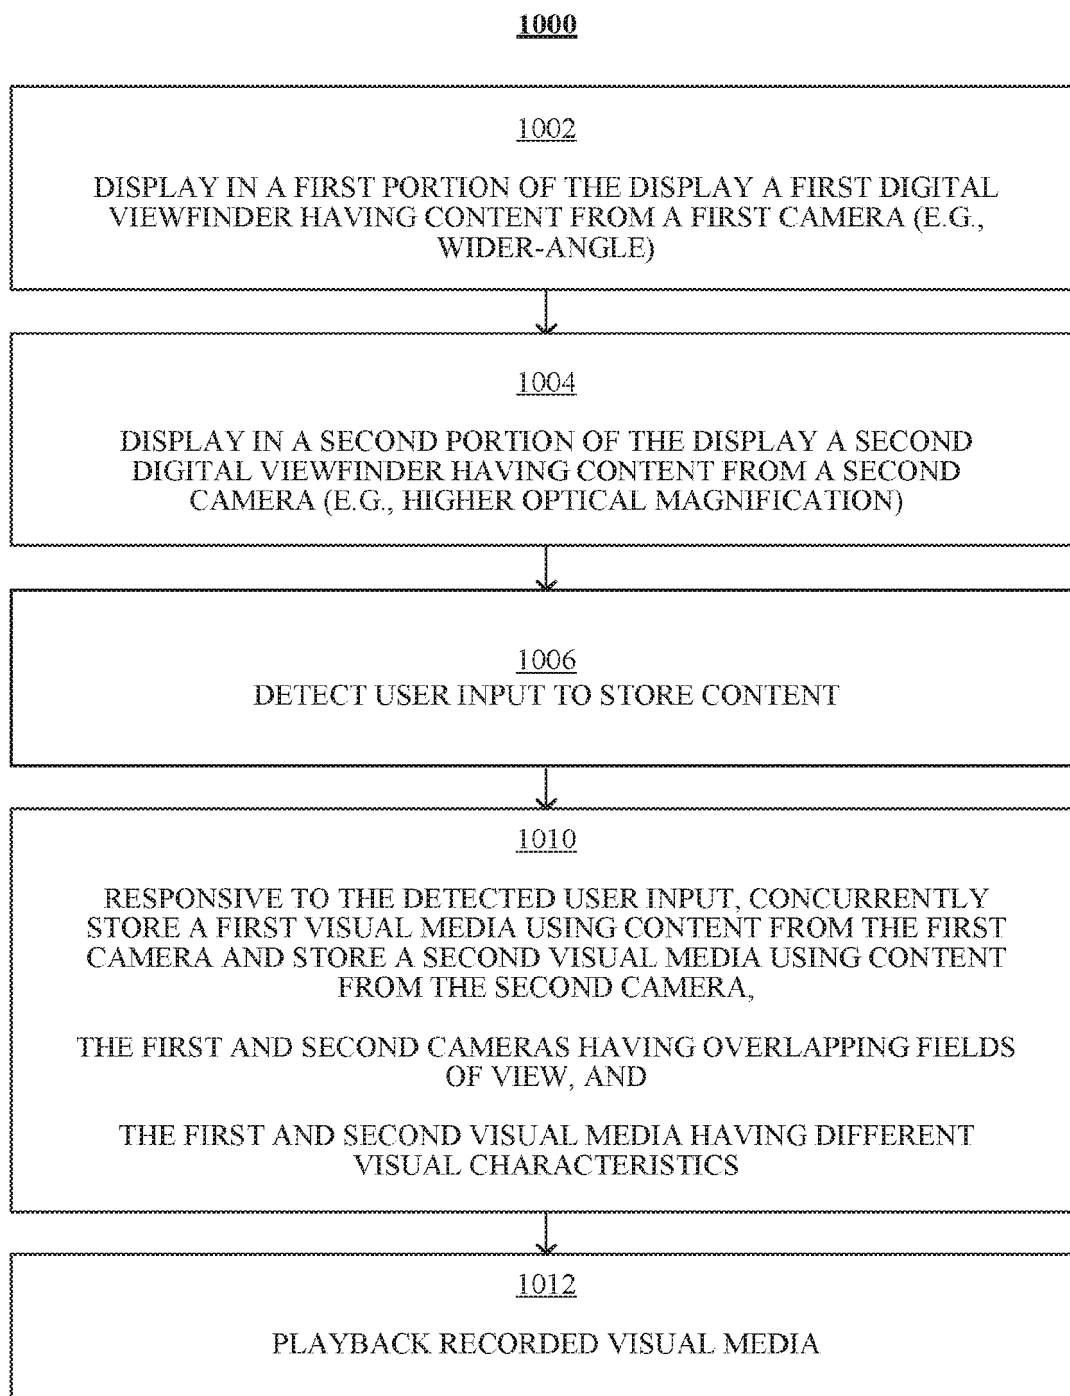 1000
1002
DISPLAY IN A FIRST PORTION OF THE DISPLAY A FIRST DIGITAL
VIEWFINDER HAVING CONTENT FROM A FIRST CAMERA (E.G.,
WIDER-ANGLE)
1004
DISPLAY IN A SECOND PORTION OF THE DISPLAY A SECOND
DIGITAL VIEWFINDER HAVING CONTENT FROM A SECOND
CAMERA (E.G., HIGHER OPTICAL MAGNIFICATION)
1006
DETECT USER INPUT TO STORE CONTENT
1010
RESPONSIVE TO THE DETECTED USER INPUT, CONCURRENTLY
STORE A FIRST VISUAL MEDIA USING CONTENT FROM THE FIRST
CAMERA AND STORE A SECOND VISUAL MEDIA USING CONTENT
FROM THE SECOND CAMERA,
THE FIRST AND SECOND CAMERAS HAVING OVERLAPPING FIELDS
OF VIEW, AND
THE FIRST AND SECOND VISUAL MEDIA HAVING DIFFERENT
VISUAL CHARACTERISTICS
1012
PLAYBACK RECORDED VISUAL MEDIA